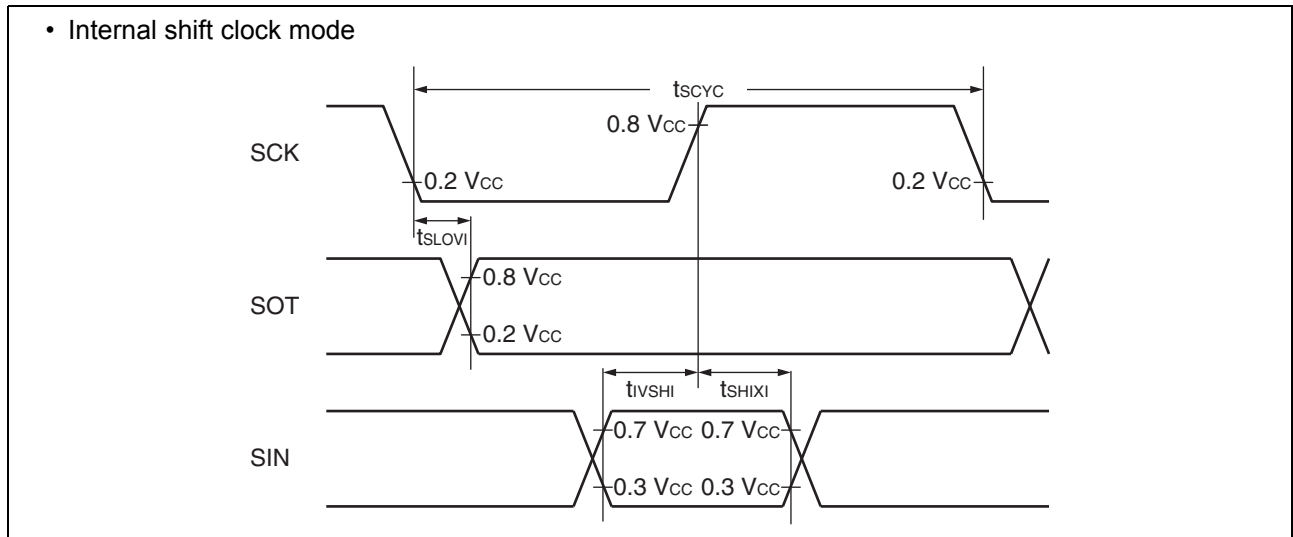 • Internal shift clock mode
tSCYC
0.8 VCC
SCK
0.2 VCC
0.2 VCC
tSLOVI
0.8 VCC
SOT
0.2 VCC
tIVSHI
tSHIXI
0.7 VCC
0.7 VCC
SIN
0.3 VCC
0.3 VCC